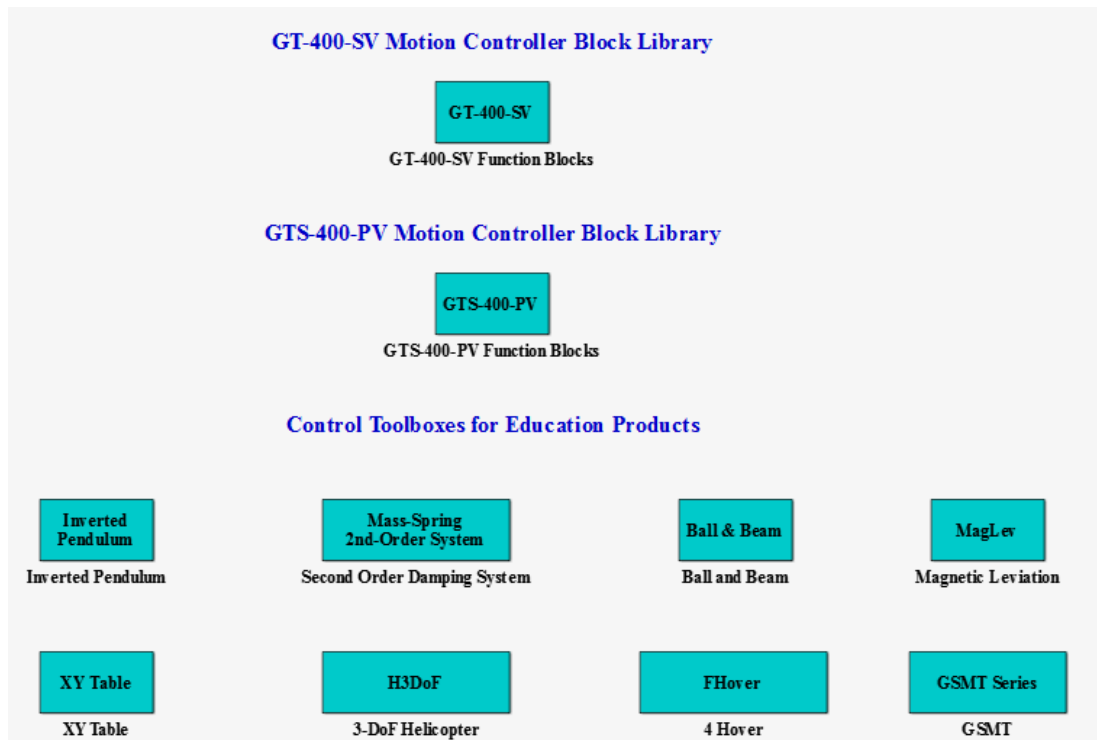 GT-400-SV Motion Controller Block Library
GT-400-SV
GT-400-SV Function Blocks
GTS-400-PV Motion Controller Block Library
GTS-400-PV
GTS-400-PV Function Blocks
Control Toolboxes for Education Products
Inverted
Pendulum
Inverted Pendulum
Mass-Spring
2nd-Order System
Second Order Damping System
Ball & Beam
Ball and Beam
MagLev
Magnetic Leviation
XY Table
XY Table
H3DoF
3-DoF Helicopter
FHover
4 Hover
GSMT Series
GSMT